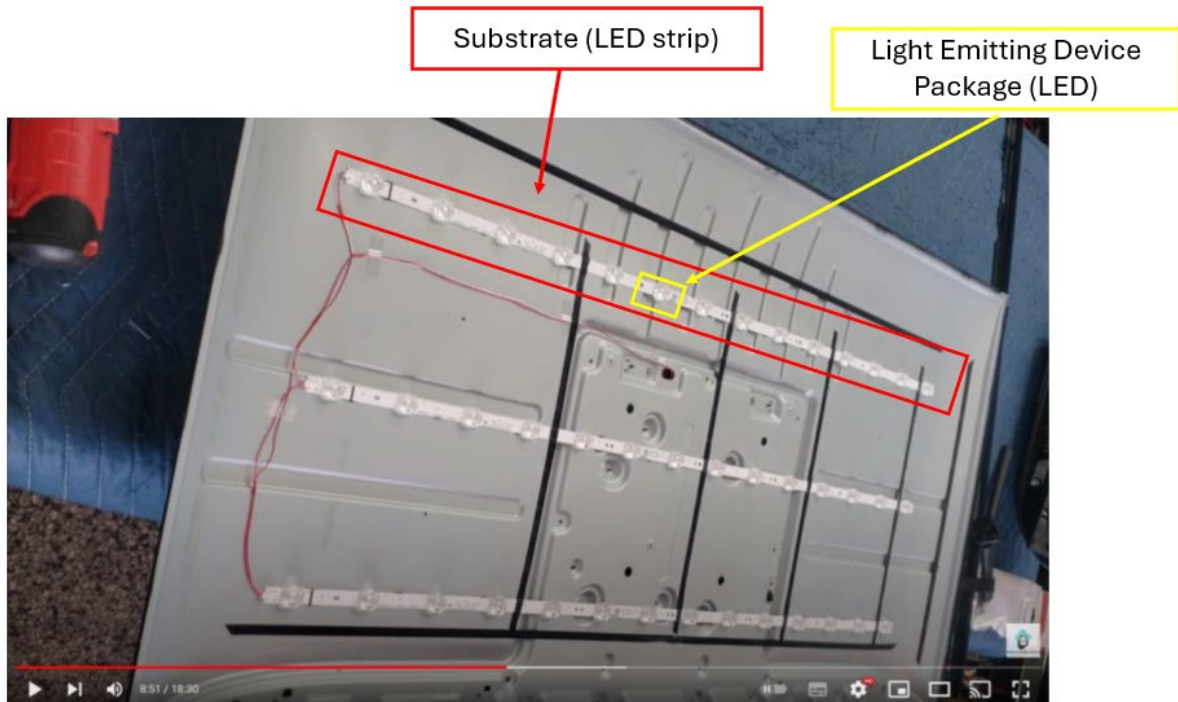 Substrate (LED strip)
Light Emitting Device
Package (LED)
8:51 / 18:30